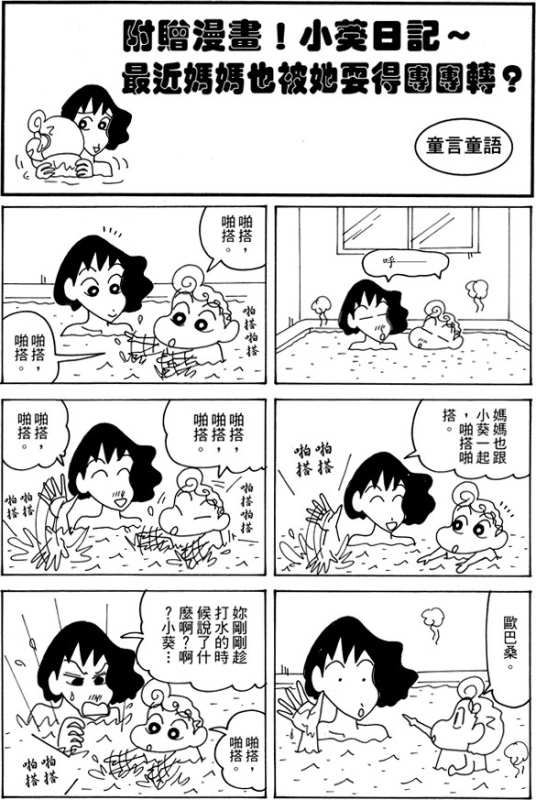 附贈漫畫！小葵日記～
最近媽媽也被她耍得團團轉？
童言童語
呼——
啪搭，
啪搭。
啪搭
啪搭
啪搭，
啪搭。
媽媽也跟
小葵一起
，啪搭啪
搭。
啪搭
啪搭
啪搭，
啪搭，
啪搭。
啪搭
啪搭
啪搭，
啪搭。
啪搭
啪搭
歐巴桑。
妳剛剛趁
打水的時
候說了什
麼啊？啊
？小葵…
啪搭，
啪搭。
啪搭
啪搭